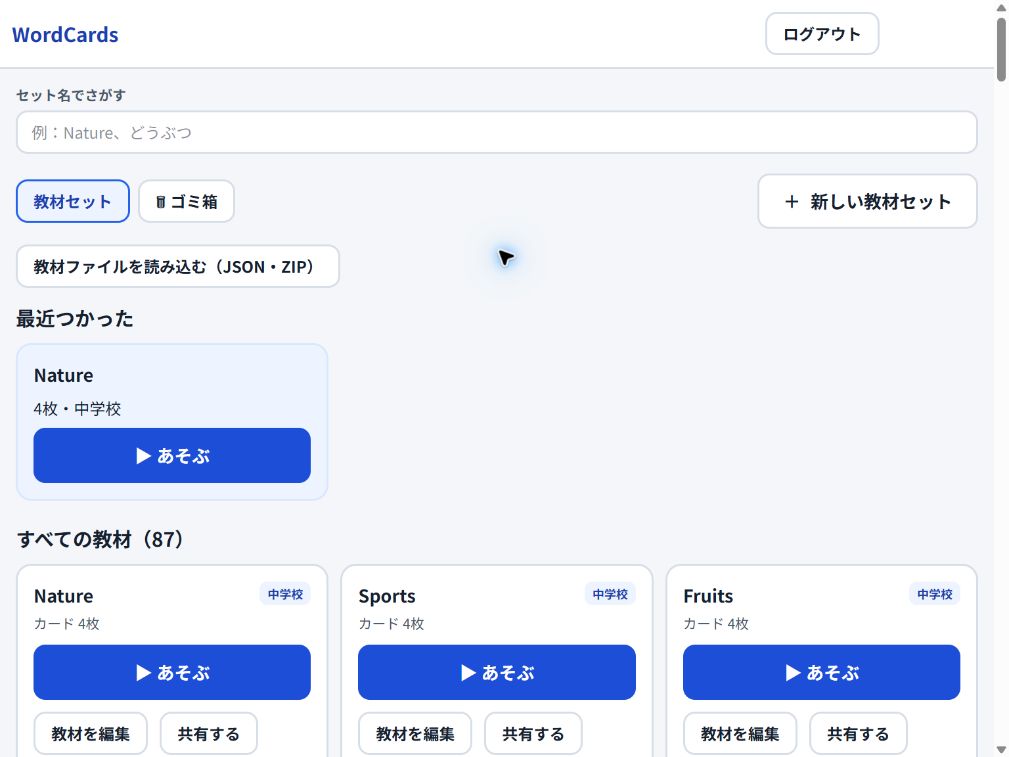 WordCards
ログアウト
セット名でさがす
例：Nature、どうぶつ
教材セット
🗑 ゴミ箱
＋ 新しい教材セット
教材ファイルを読み込む（JSON・ZIP）
最近つかった
Nature
4枚・中学校
▶ あそぶ
すべての教材（87）
Nature 中学校
カード 4枚
▶ あそぶ
教材を編集 共有する
Sports 中学校
カード 4枚
▶ あそぶ
教材を編集 共有する
Fruits 中学校
カード 4枚
▶ あそぶ
教材を編集 共有する